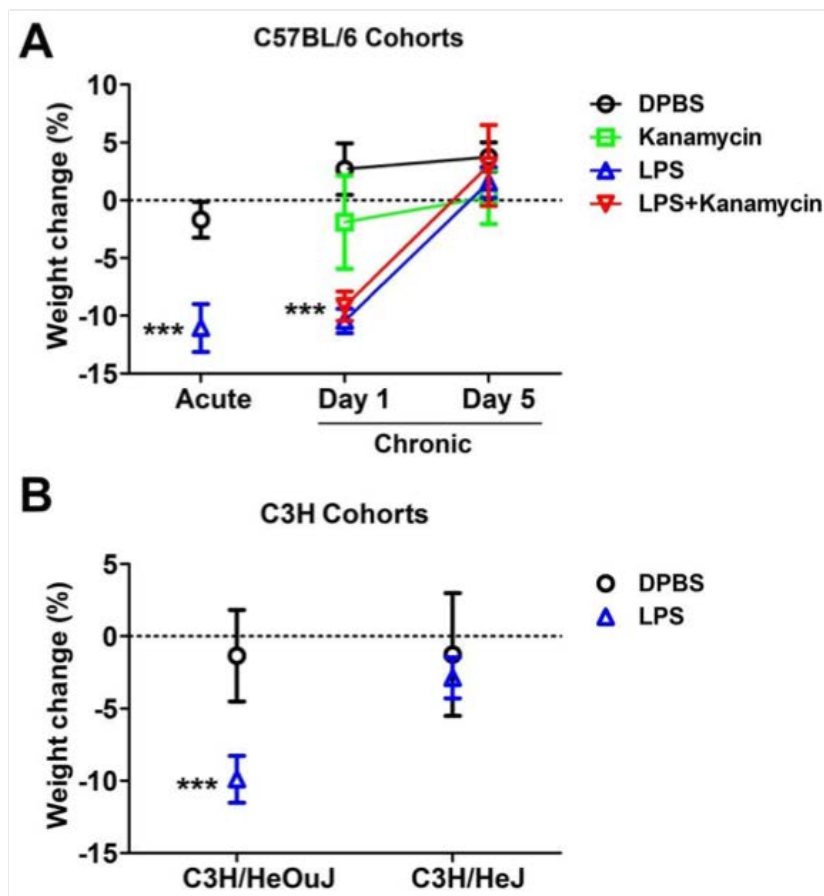 A
C57BL/6 Cohorts
Weight change (%)
10
5
0
-5
-10
-15
***
***
Acute
Day 1
Day 5
Chronic
DPBS
Kanamycin
LPS
LPS+Kanamycin
B
C3H Cohorts
Weight change (%)
5
0
-5
-10
-15
***
C3H/HeOuJ
C3H/HeJ
DPBS
LPS